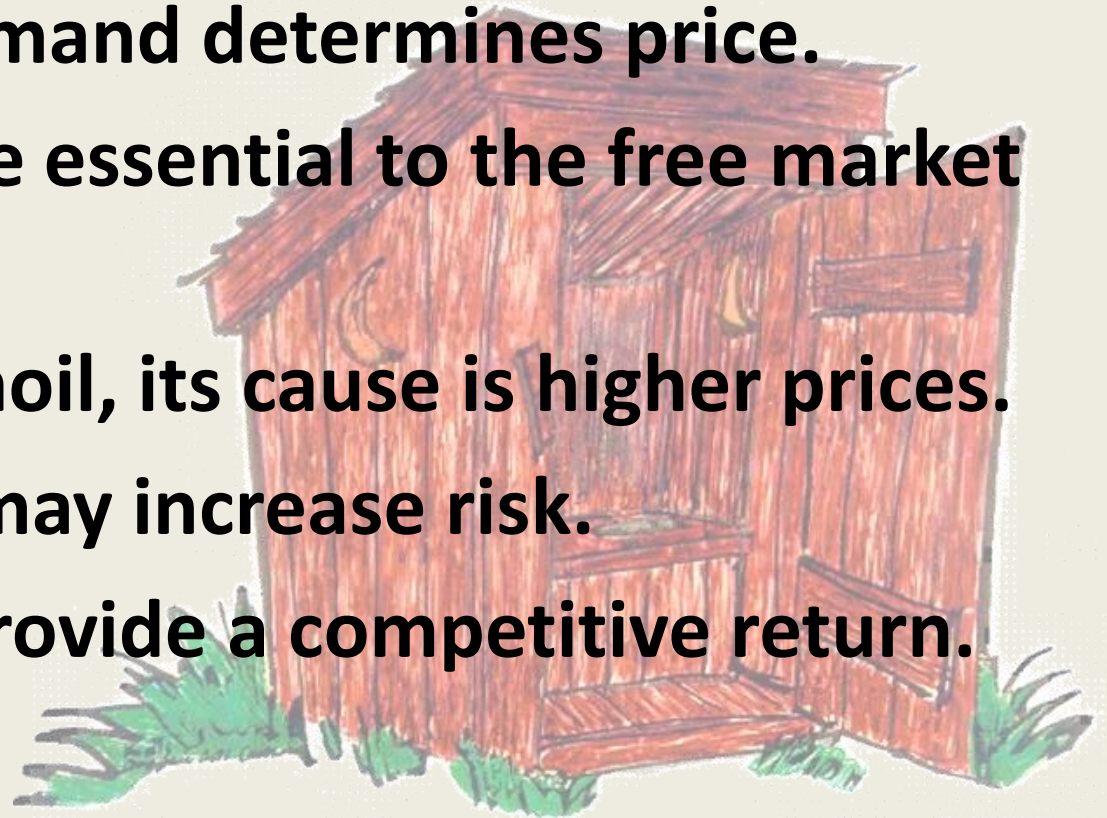 mand determines price.
e essential to the free market
oil, its cause is higher prices.
may increase risk.
rovide a competitive return.